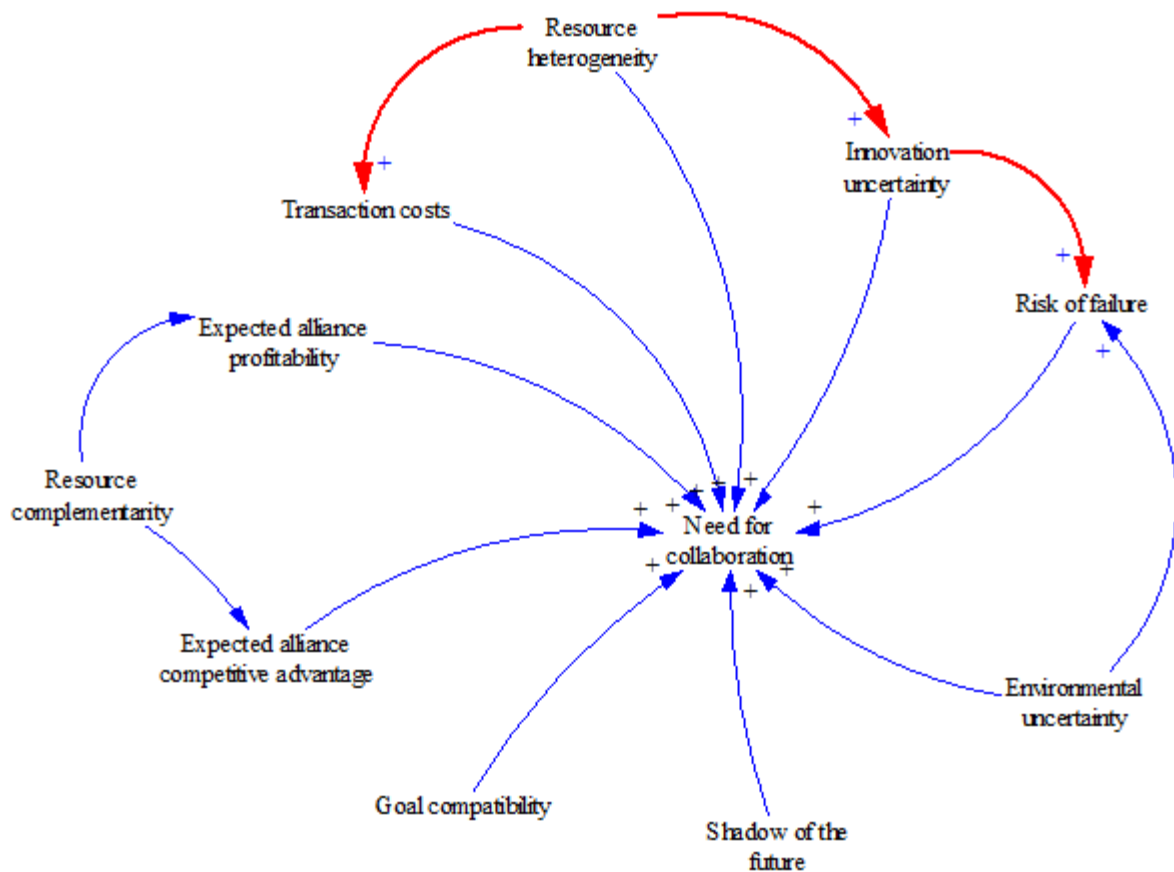 Resource
heterogeneity
+
Innovation
uncertainty
+
Transaction costs
+
Risk of failure
+
Expected alliance
profitability
Resource
complementarity
+
+
+
+
+
+
Need for
collaboration
+
+
+
Expected alliance
competitive advantage
Environmental
uncertainty
Goal compatibility
Shadow of the
future